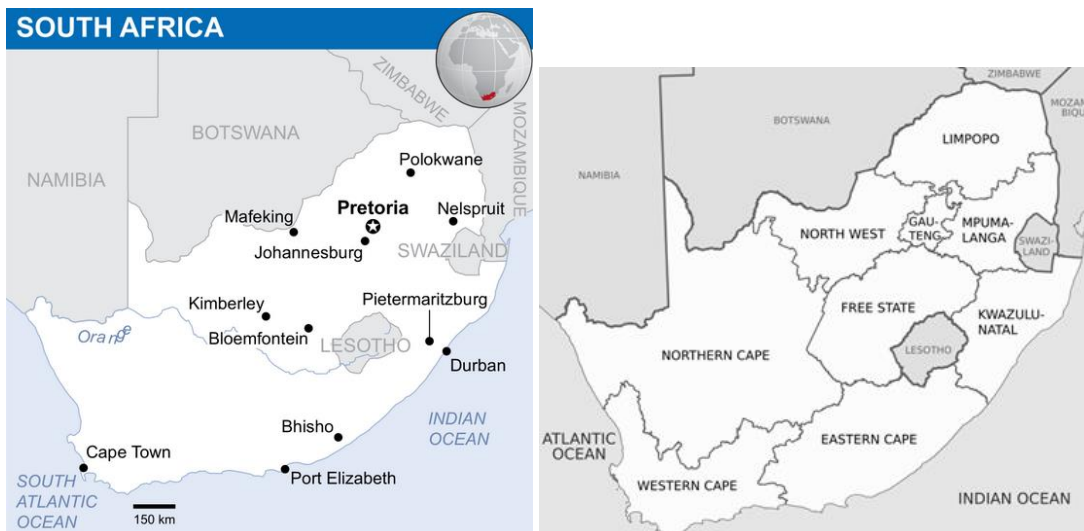 SOUTH AFRICA
ZIMBABWE
BOTSWANA
MOZAMBIQUE
NAMIBIA
Polokwane
Pretoria
Nelspruit
Mafeking
Johannesburg
SWAZILAND
Kimberley
Pietermaritzburg
Orange
Bloemfontein
LESOTHO
Durban
Bhisho
INDIAN
OCEAN
Cape Town
Port Elizabeth
SOUTH
ATLANTIC
OCEAN
150 km
ZIMBABWE
BOTSWANA
MOZAM-
BIQUE
LIMPOPO
NAMIBIA
NORTH WEST
GAU-
TENG
MPUMA-
LANGA
SWAZI-
LAND
FREE STATE
KWAZULU-
NATAL
NORTHERN CAPE
LESOTHO
ATLANTIC
OCEAN
EASTERN CAPE
WESTERN CAPE
INDIAN OCEAN